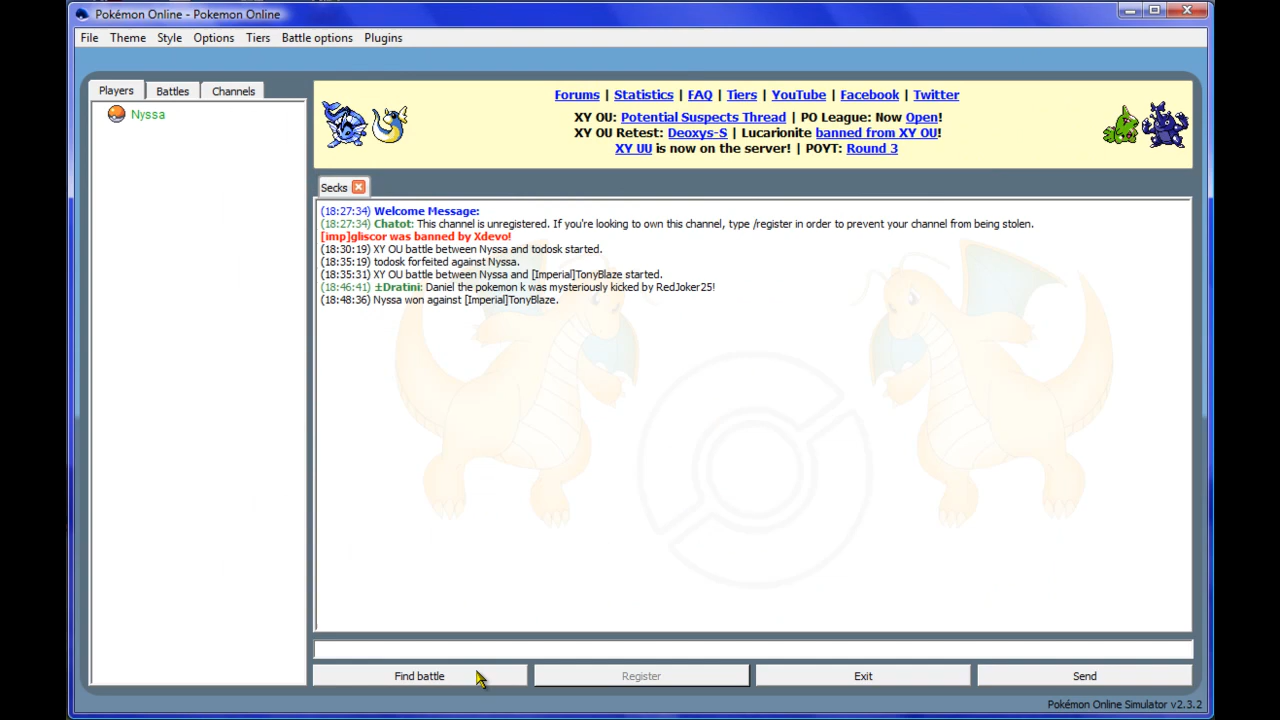 Pokémon Online - Pokemon Online
File Theme Style Options Tiers Battle options Plugins
Players Battles Channels
Nyssa
Forums | Statistics | FAQ | Tiers | YouTube | Facebook | Twitter
XY OU: Potential Suspects Thread | PO League: Now Open!
XY OU Retest: Deoxys-S | Lucarionite banned from XY OU!
XY UU is now on the server! | POYT: Round 3
Secks
(18:27:34) Welcome Message:
(18:27:34) Chatot: This channel is unregistered. If you're looking to own this channel, type /register in order to prevent your channel from being stolen.
[imp]gliscor was banned by Xdevo!
(18:30:19) XY OU battle between Nyssa and todosk started.
(18:35:19) todosk forfeited against Nyssa.
(18:35:31) XY OU battle between Nyssa and [Imperial]TonyBlaze started.
(18:46:41) ±Dratini: Daniel the pokemon k was mysteriously kicked by RedJoker25!
(18:48:36) Nyssa won against [Imperial]TonyBlaze.
Find battle Register Exit Send
Pokémon Online Simulator v2.3.2